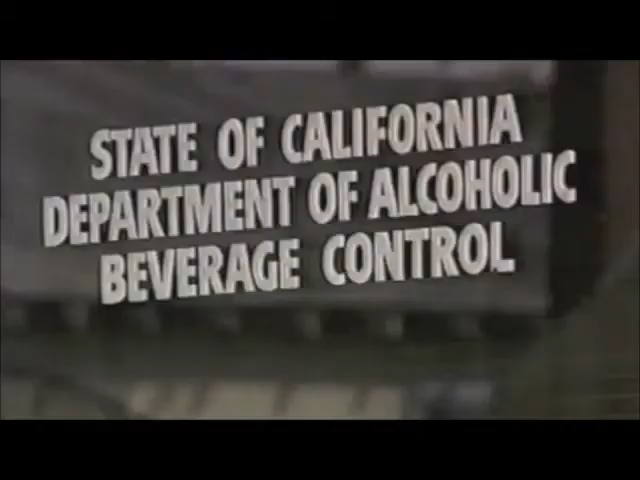 STATE OF CALIFORNIA
DEPARTMENT OF ALCOHOLIC
BEVERAGE CONTROL